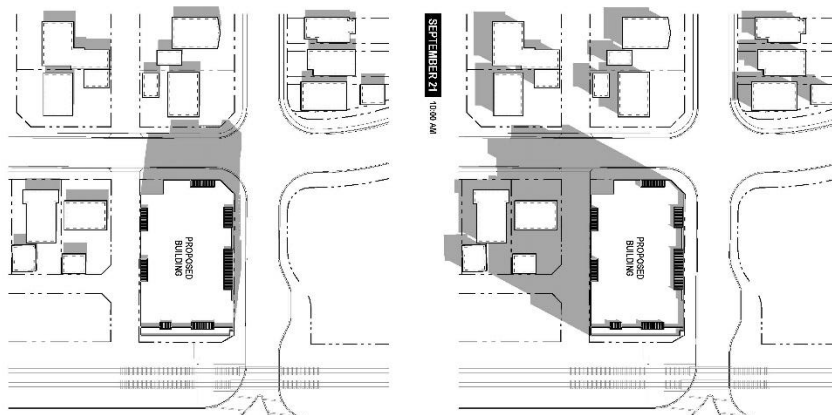 PROPOSED
BUILDING
SEPTEMBER 21 10:00 AM
PROPOSED
BUILDING